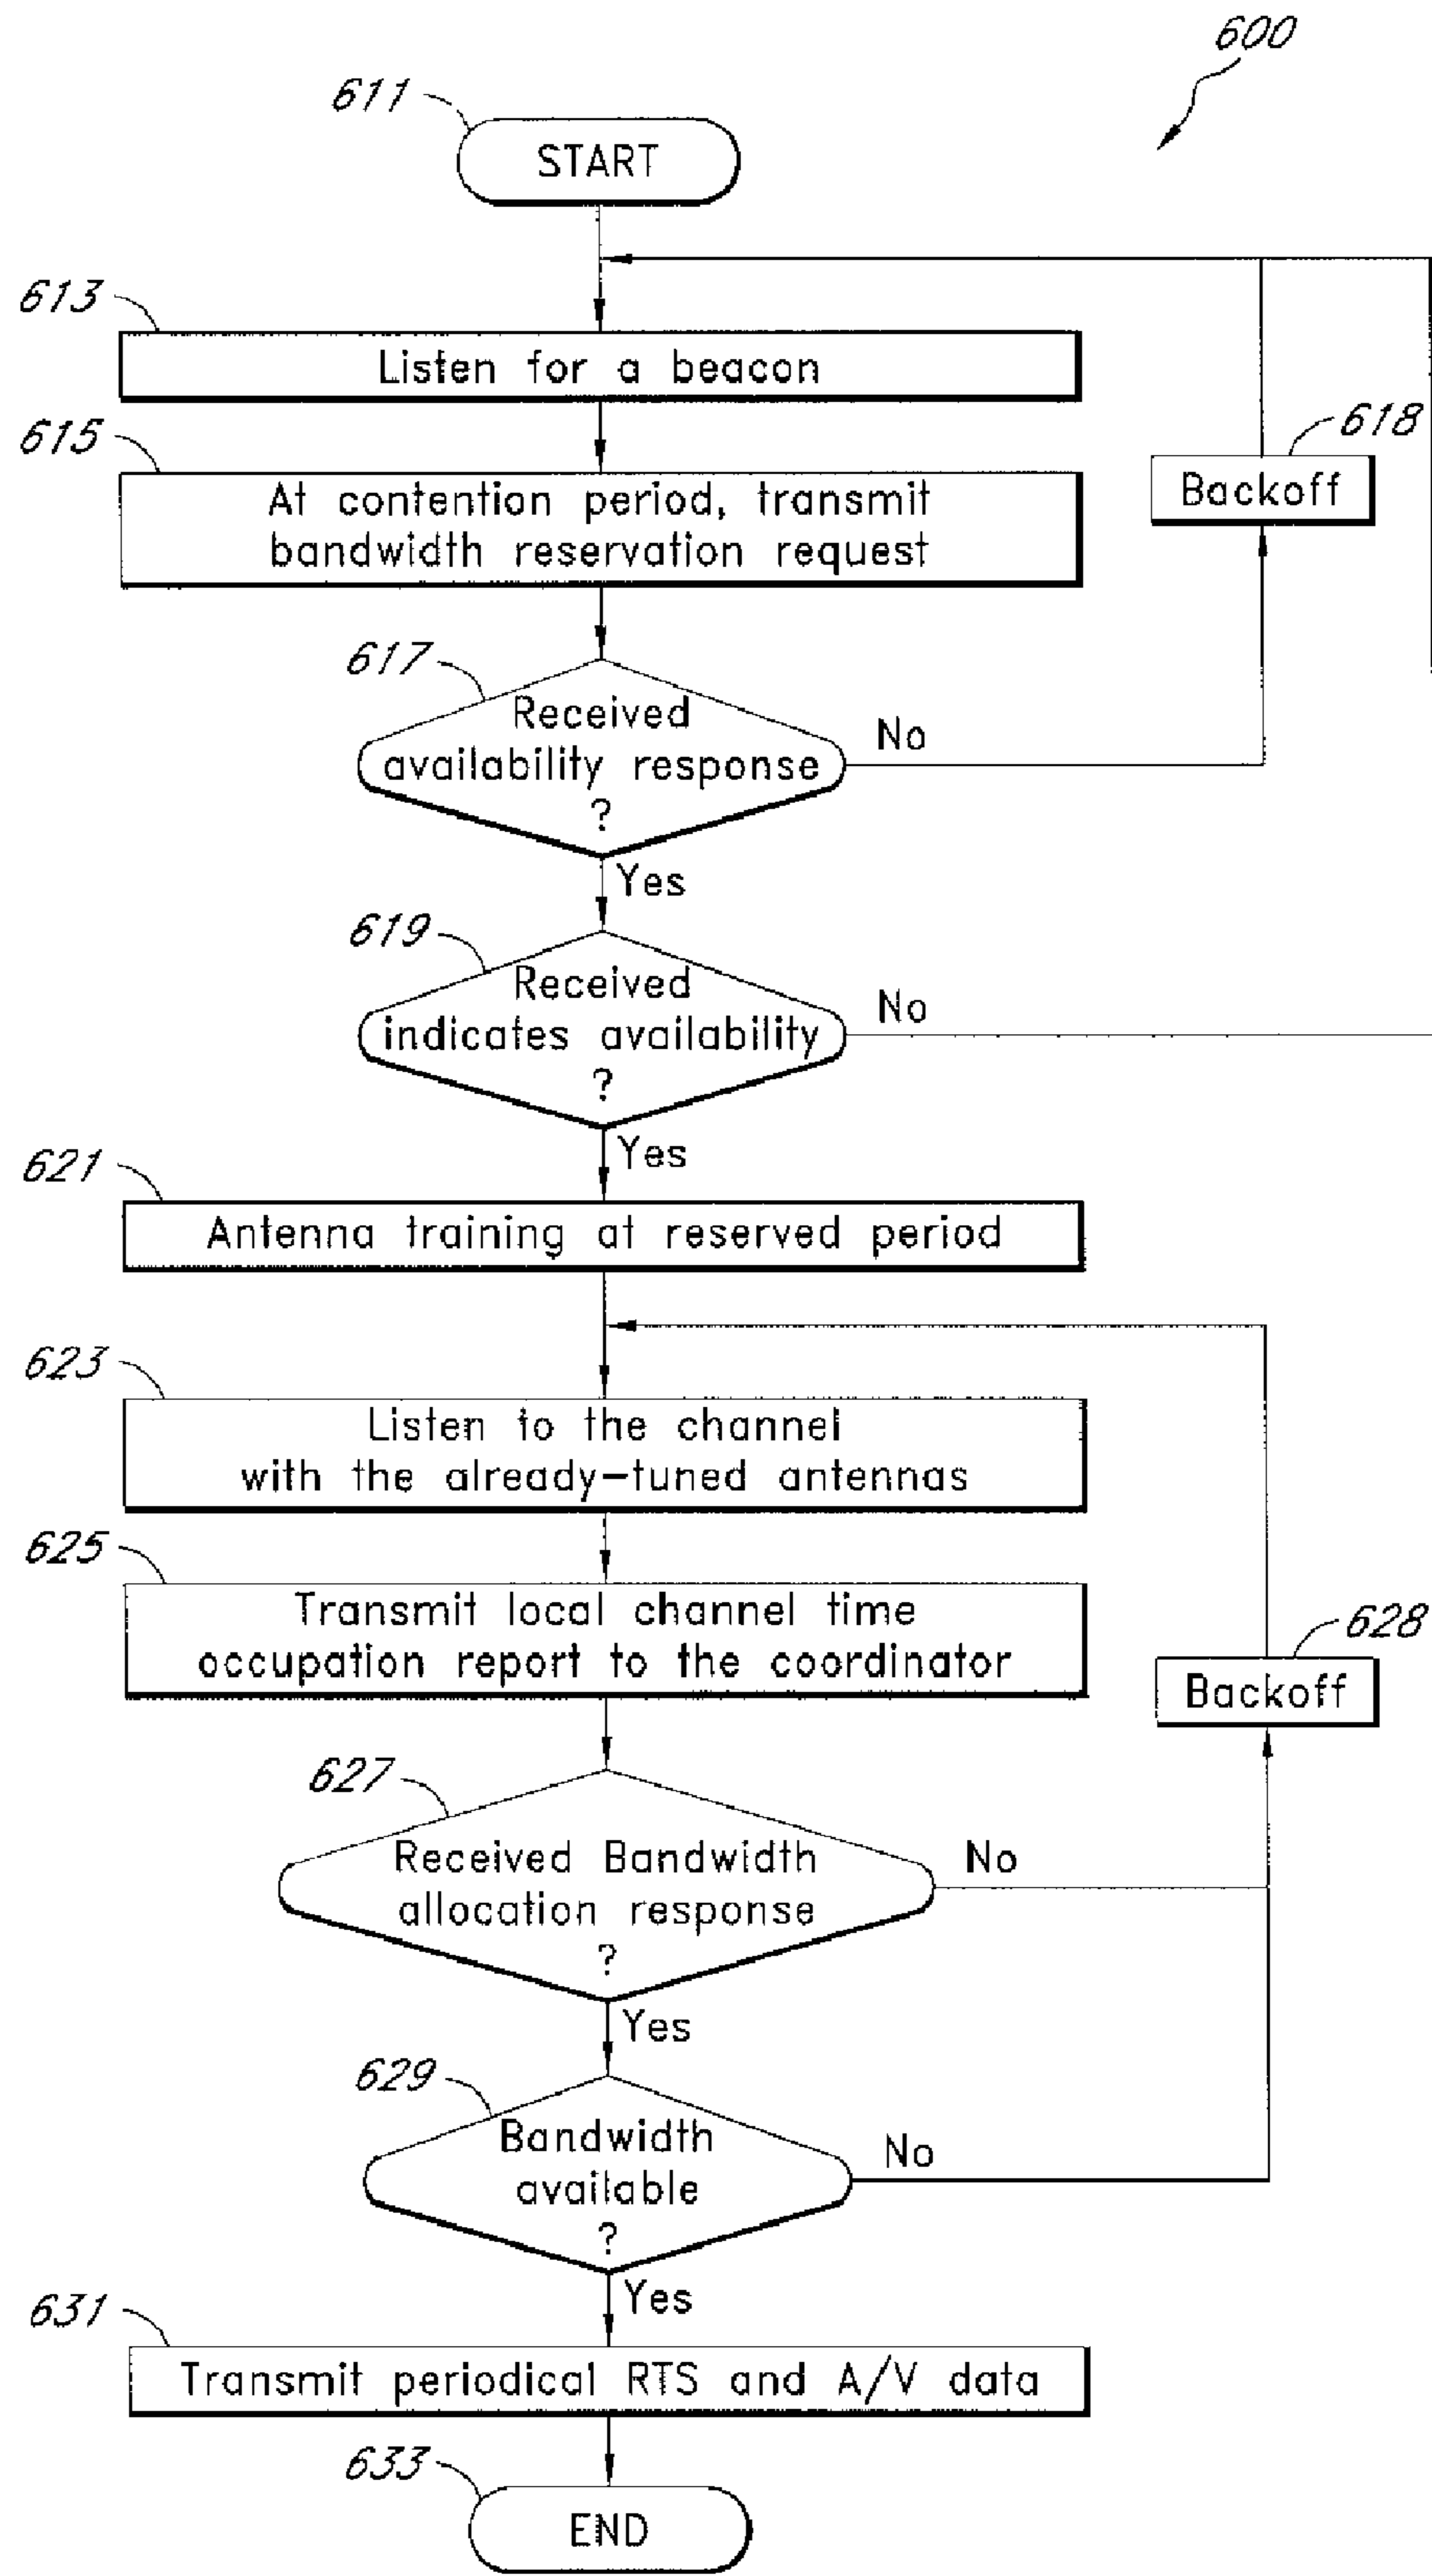 600
611
START
613
Listen for a beacon
615
At contention period, transmit
bandwidth reservation request
618
Backoff
617
Received
availability response
?
No
Yes
619
Received
indicates availability
?
No
Yes
621
Antenna training at reserved period
623
Listen to the channel
with the already-tuned antennas
625
Transmit local channel time
occupation report to the coordinator
628
Backoff
627
Received Bandwidth
allocation response
?
No
Yes
629
Bandwidth
available
?
No
Yes
631
Transmit periodical RTS and A/V data
633
END